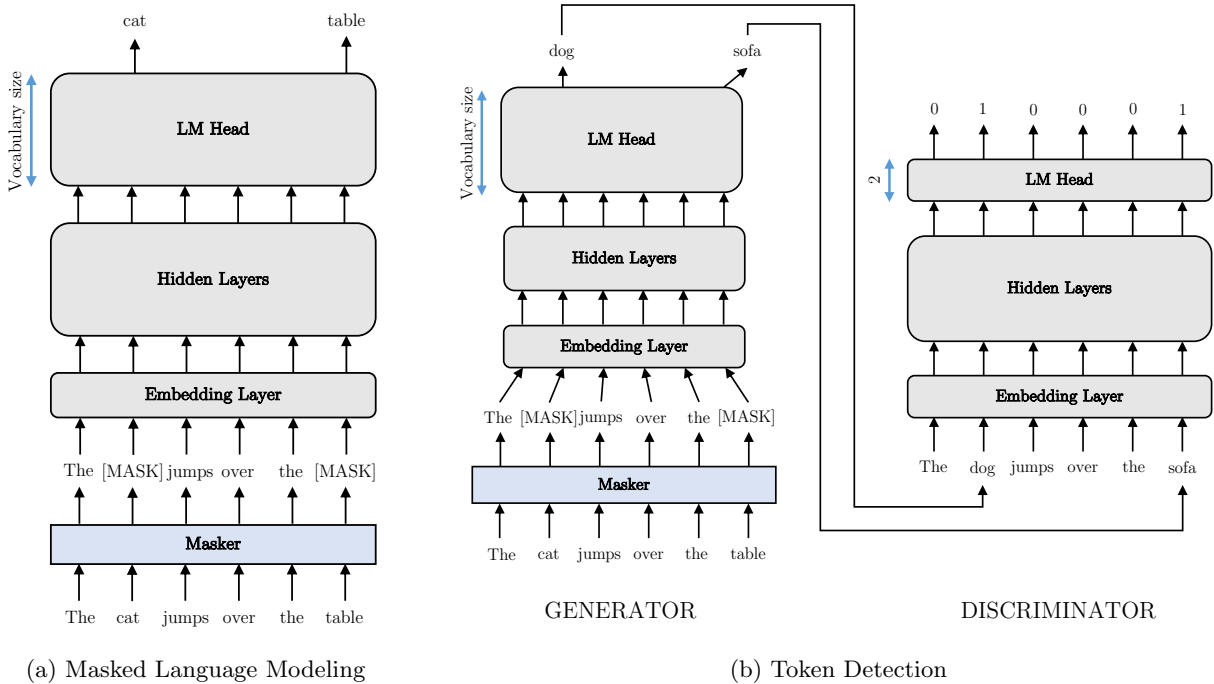 cat table
Vocabulary size
LM Head
Hidden Layers
Embedding Layer
The [MASK] jumps over the [MASK]
Masker
The cat jumps over the table
(a) Masked Language Modeling
dog sofa
Vocabulary size
LM Head
Hidden Layers
Embedding Layer
The [MASK] jumps over the [MASK]
Masker
The cat jumps over the table
GENERATOR
0 1 0 0 0 1
2
LM Head
Hidden Layers
Embedding Layer
The dog jumps over the sofa
DISCRIMINATOR
(b) Token Detection